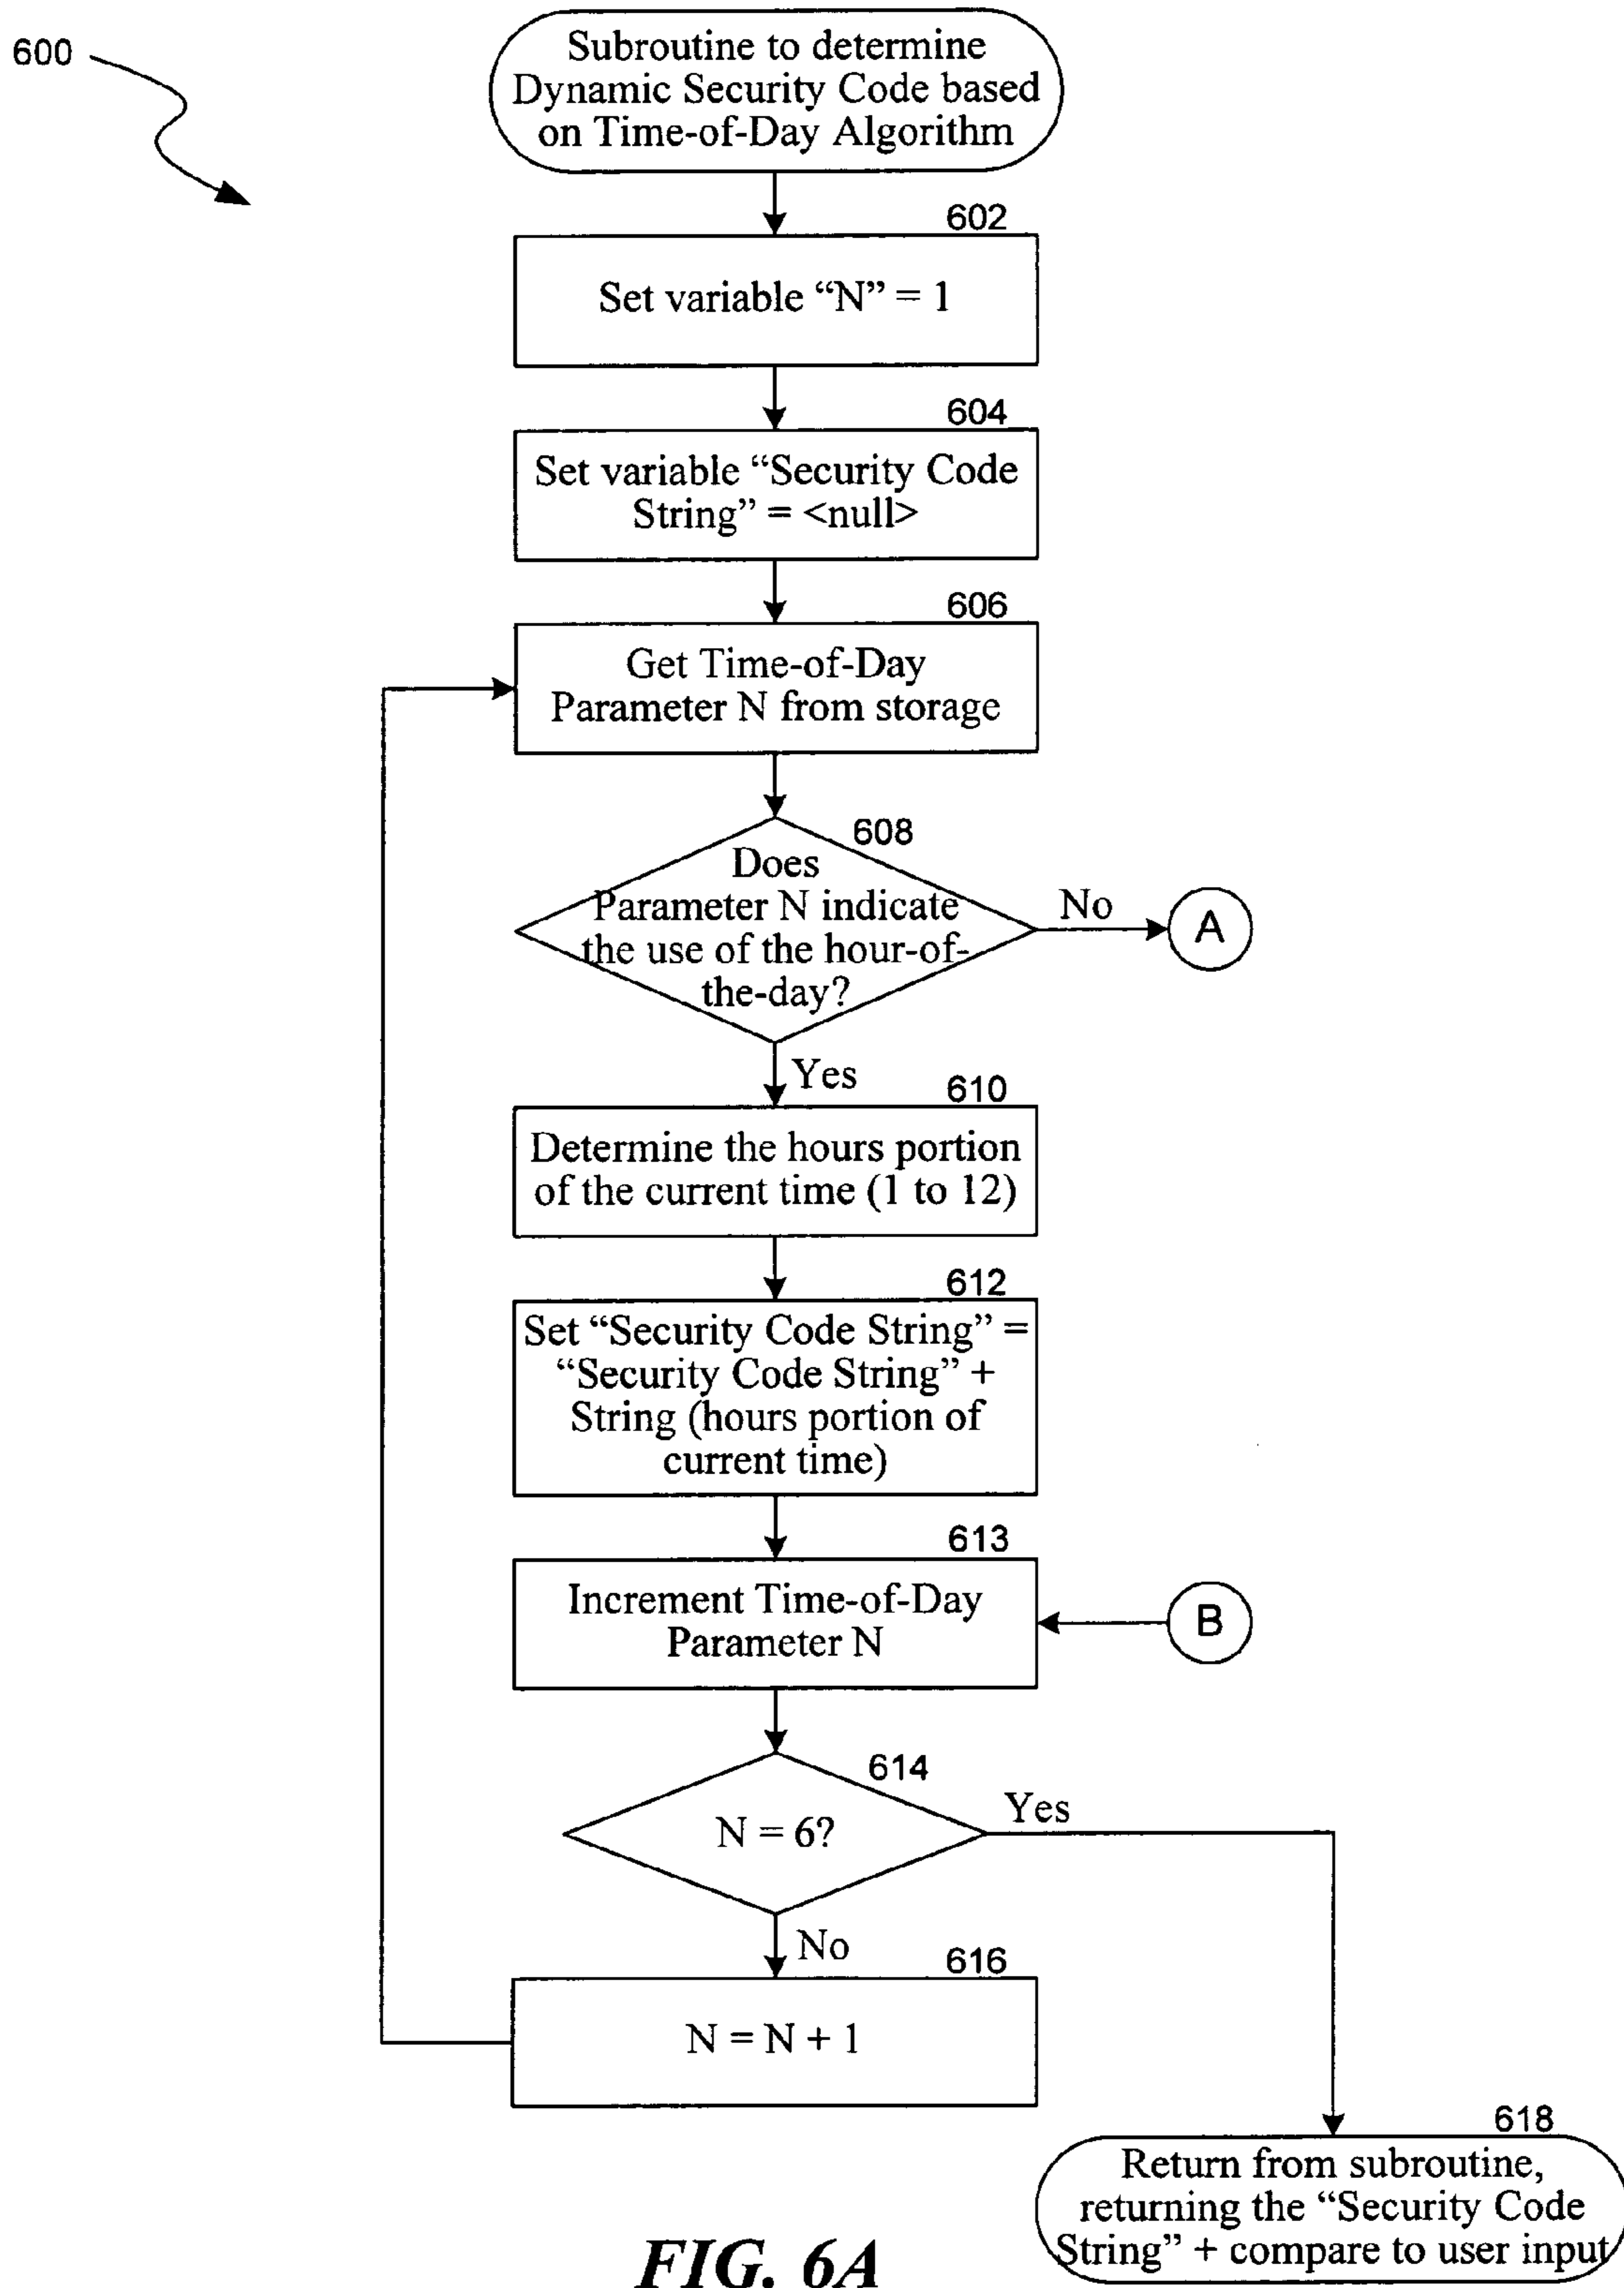 600
Subroutine to determine
Dynamic Security Code based
on Time-of-Day Algorithm
602
Set variable “N” = 1
604
Set variable “Security Code
String” = <null>
606
Get Time-of-Day
Parameter N from storage
608
Does
Parameter N indicate
the use of the hour-of-
the-day?
No
A
Yes
610
Determine the hours portion
of the current time (1 to 12)
612
Set “Security Code String” =
“Security Code String” +
String (hours portion of
current time)
613
Increment Time-of-Day
Parameter N
B
614
N = 6?
Yes
No
616
N = N + 1
618
Return from subroutine,
returning the “Security Code
String” + compare to user input
FIG. 6A